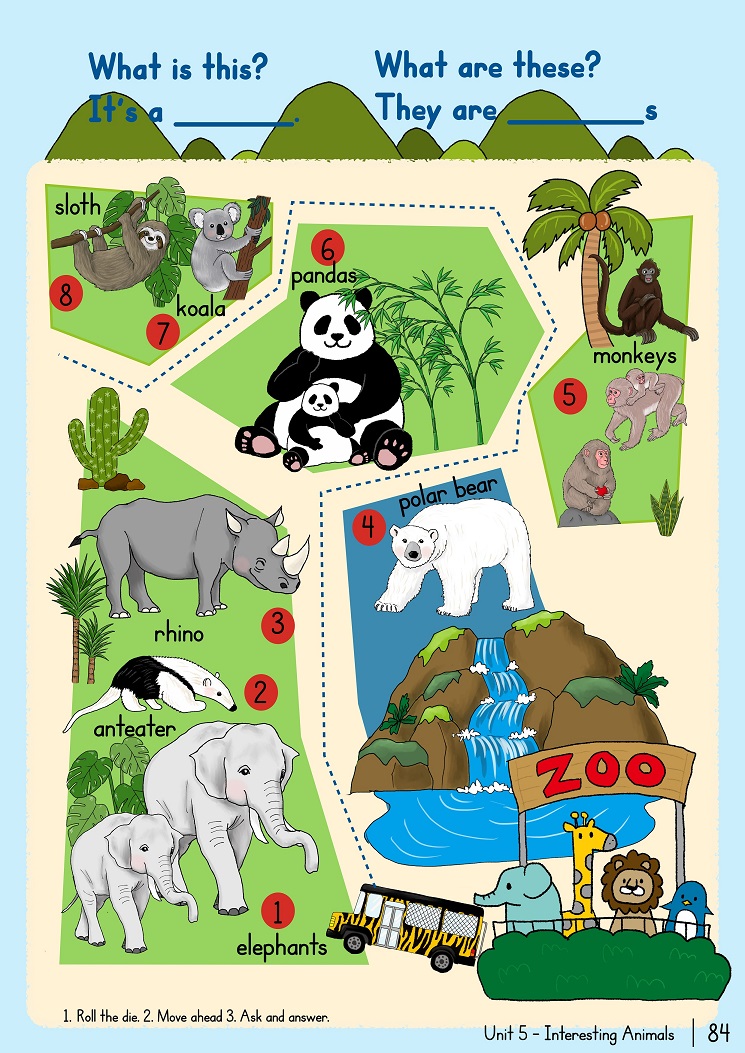 What is this?
It's a ________.
What are these?
They are ________s
sloth
8
koala
7
6
pandas
monkeys
5
polar bear
4
rhino
3
2
anteater
ZOO
1
elephants
1. Roll the die. 2. Move ahead 3. Ask and answer.
Unit 5 - Interesting Animals | 84